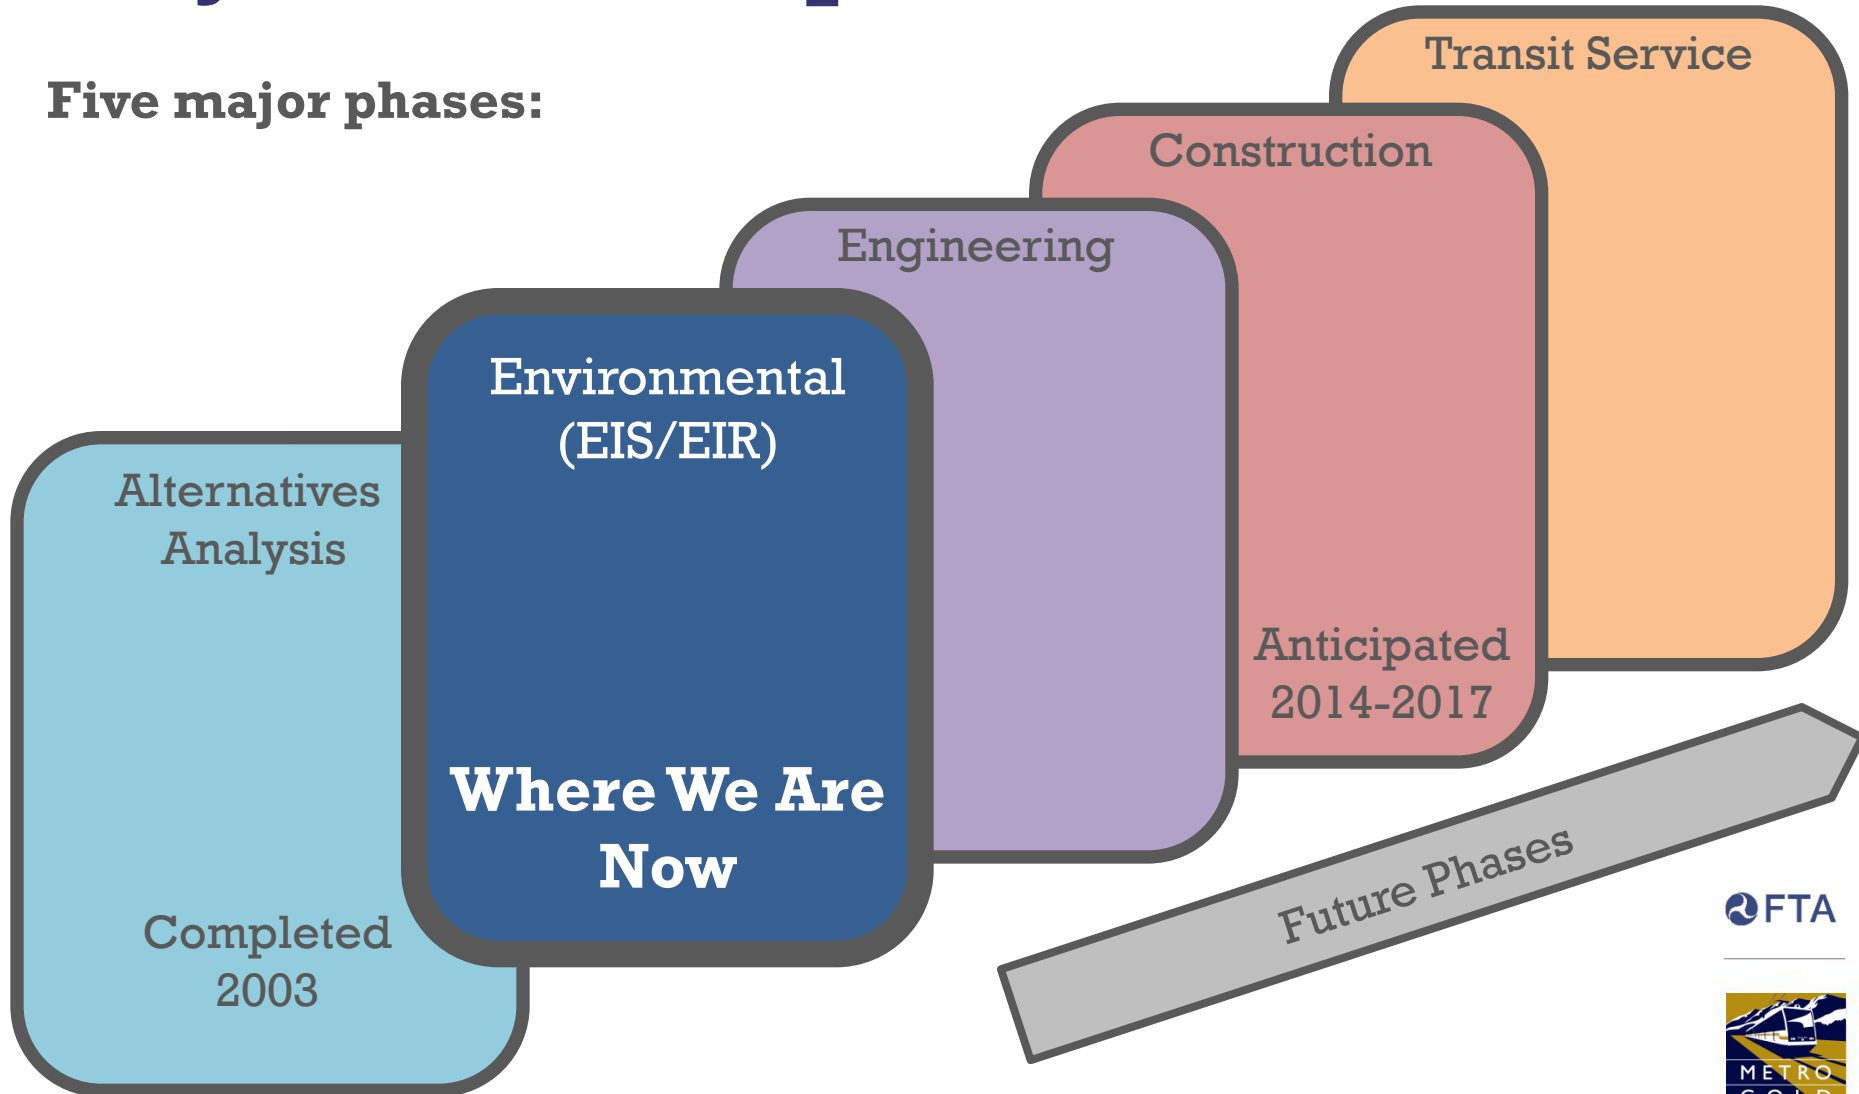 Five major phases:
Transit Service
Construction
Engineering
Environmental
(EIS/EIR)
Alternatives
Analysis
Anticipated
2014-2017
Where We Are
Now
Completed
2003
Future Phases
FTA
METRO
GOLD